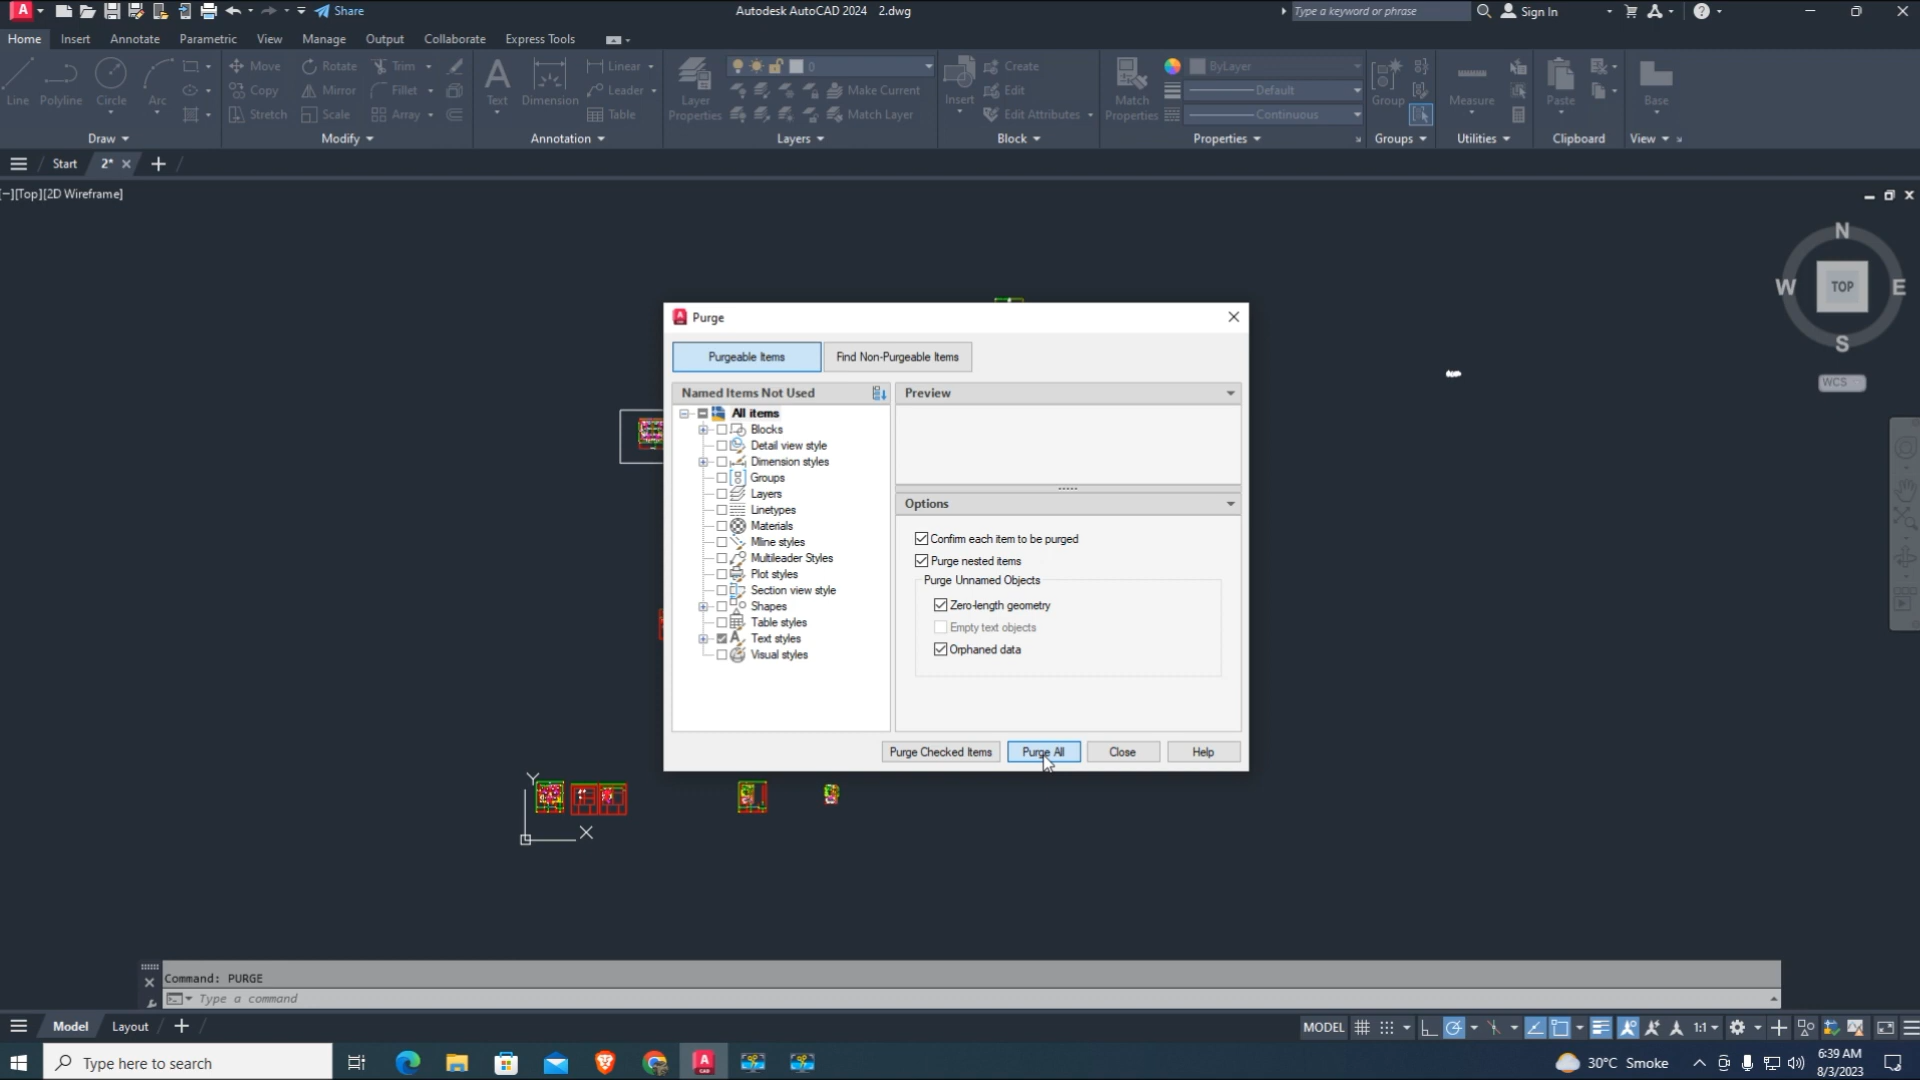 Share
Autodesk AutoCAD 2024 2.dwg
Type a keyword or phrase
Sign In
Home Insert Annotate Parametric View Manage Output Collaborate Express Tools
Line Polyline Circle Arc
Move Rotate Trim
Copy Mirror Fillet
Stretch Scale Array
Text Dimension
Linear
Leader
Table
Layer Properties
0
Make Current
Match Layer
Insert
Create
Edit
Edit Attributes
Match Properties
ByLayer
Default
Continuous
Group
Measure
Paste
Base
Draw Modify Annotation Layers Block Properties Groups Utilities Clipboard View
Start 2* +
[-][Top][2D Wireframe]
N
W TOP E
S
WCS
Purge
Purgeable Items Find Non-Purgeable Items
Named Items Not Used
All items
Blocks
Detail view style
Dimension styles
Groups
Layers
Linetypes
Materials
Mline styles
Multileader Styles
Plot styles
Section view style
Shapes
Table styles
Text styles
Visual styles
Preview
Options
Confirm each item to be purged
Purge nested items
Purge Unnamed Objects
Zero-length geometry
Empty text objects
Orphaned data
Purge Checked Items Purge All Close Help
Y
X
Command: PURGE
Type a command
Model Layout +
MODEL 1:1
Type here to search
30°C Smoke
6:39 AM
8/3/2023